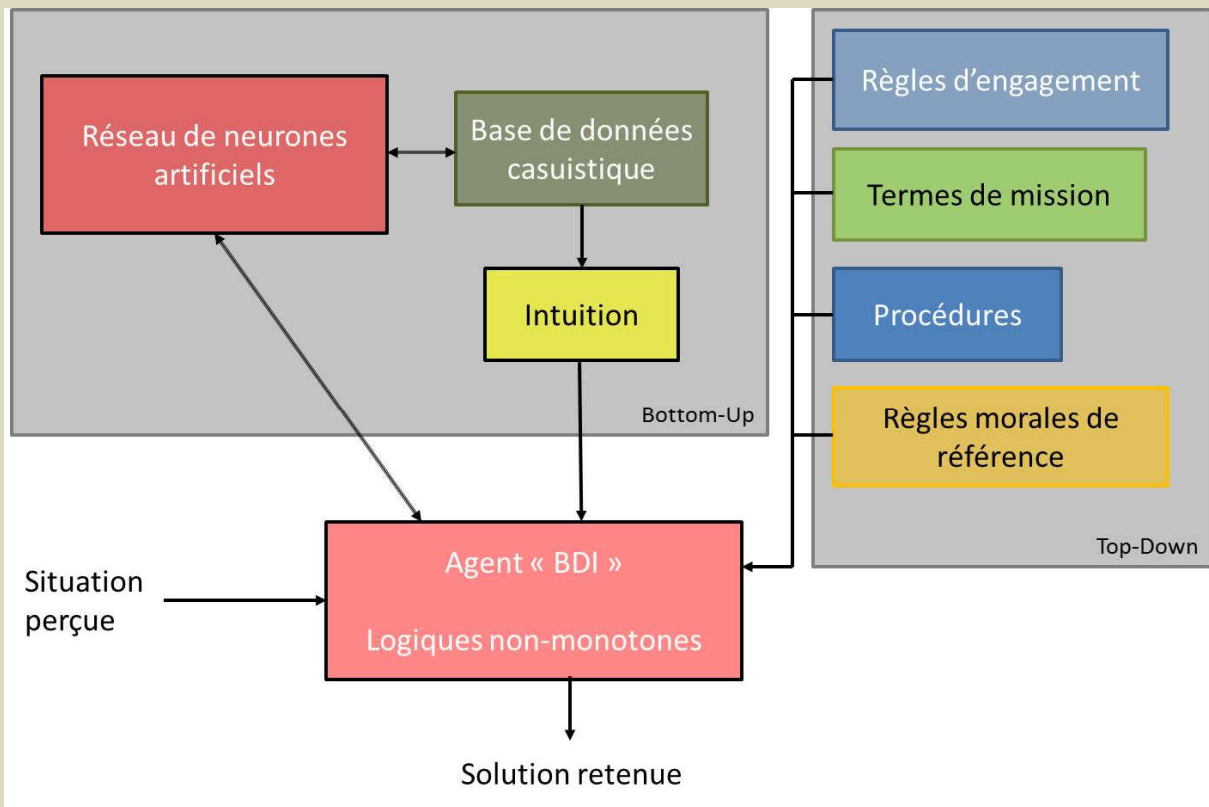 Réseau de neurones
artificiels
Base de données
casuistique
Intuition
Bottom-Up
Règles d'engagement
Termes de mission
Procédures
Règles morales de
référence
Top-Down
Situation
perçue
Agent « BDI »
Logiques non-monotones
Solution retenue